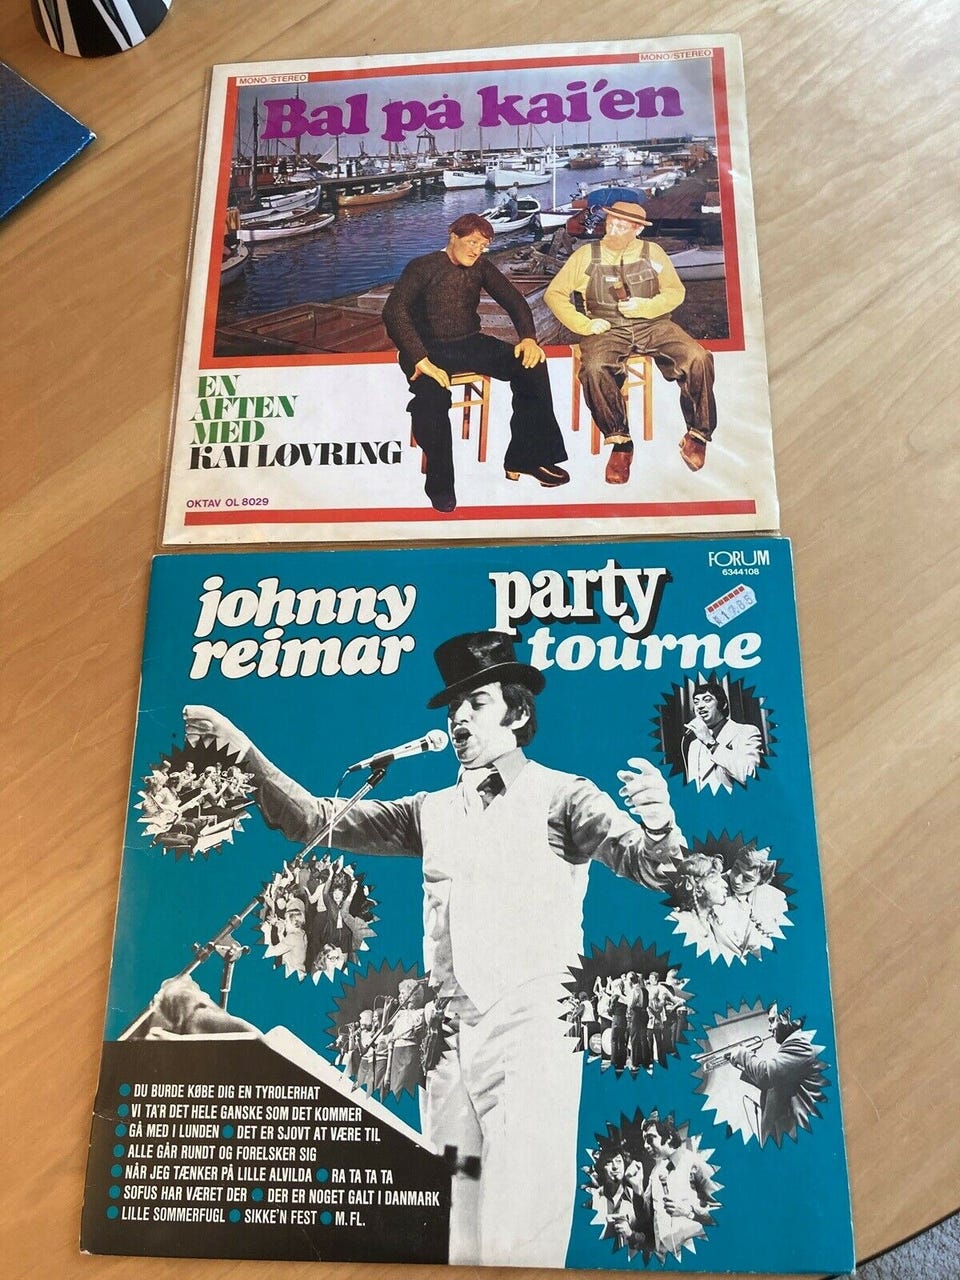 MONO/STEREO
MONO/STEREO
Bal på kai'en
EN
AFTEN
MED
KAI LØVRING
OKTAV OL 8029
FORUM
6344108
johnny
reimar
party
tourne
DU BURDE KØBE DIG EN TYROLERHAT
VI TA'R DET HELE GANSKE SOM DET KOMMER
GÅ MED I LUNDEN ● DET ER SJOVT AT VÆRE TIL
ALLE GÅR RUNDT OG FORELSKER SIG
NÅR JEG TÆNKER PÅ LILLE ALVILDA ● RA TA TA TA
SOFUS HAR VÆRET DER ● DER ER NOGET GALT I DANMARK
LILLE SOMMERFUGL ● SIKKE'N FEST ● M. FL.